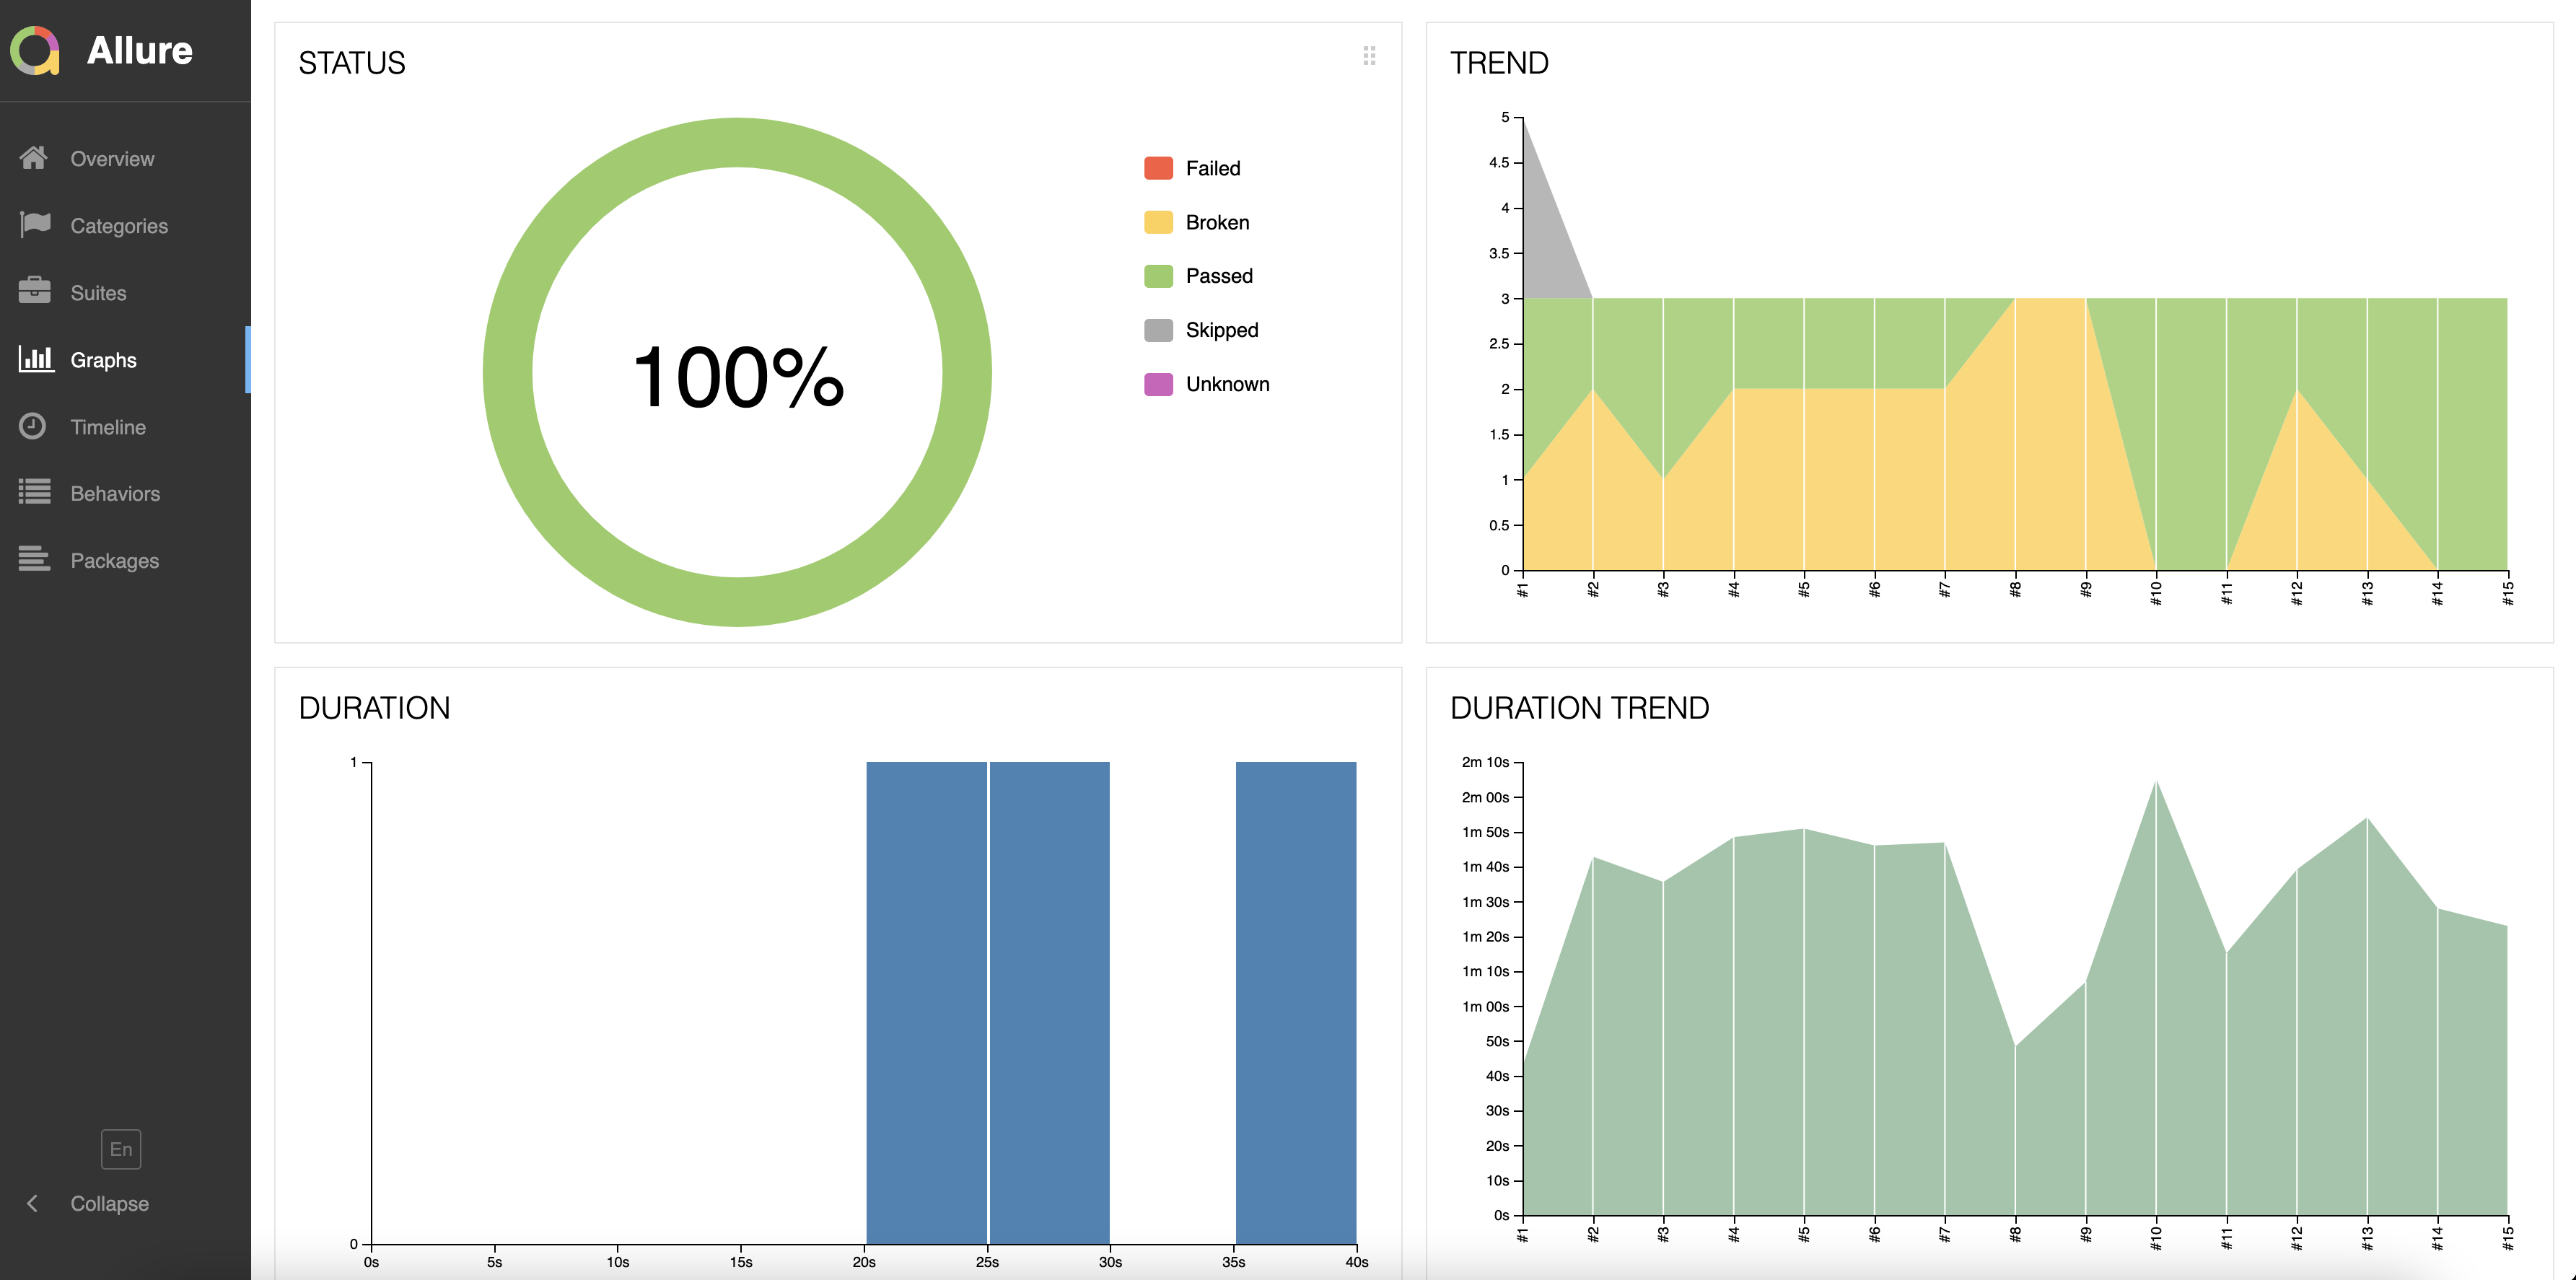 Allure
Overview
Categories
Suites
Graphs
Timeline
Behaviors
Packages
En
Collapse
STATUS
100%
Failed
Broken
Passed
Skipped
Unknown
TREND
5
4.5
4
3.5
3
2.5
2
1.5
1
0.5
0
#1 #2 #3 #4 #5 #6 #7 #8 #9 #10 #11 #12 #13 #14 #15
DURATION
1
0
0s 5s 10s 15s 20s 25s 30s 35s 40s
DURATION TREND
2m 10s
2m 00s
1m 50s
1m 40s
1m 30s
1m 20s
1m 10s
1m 00s
50s
40s
30s
20s
10s
0s
#1 #2 #3 #4 #5 #6 #7 #8 #9 #10 #11 #12 #13 #14 #15